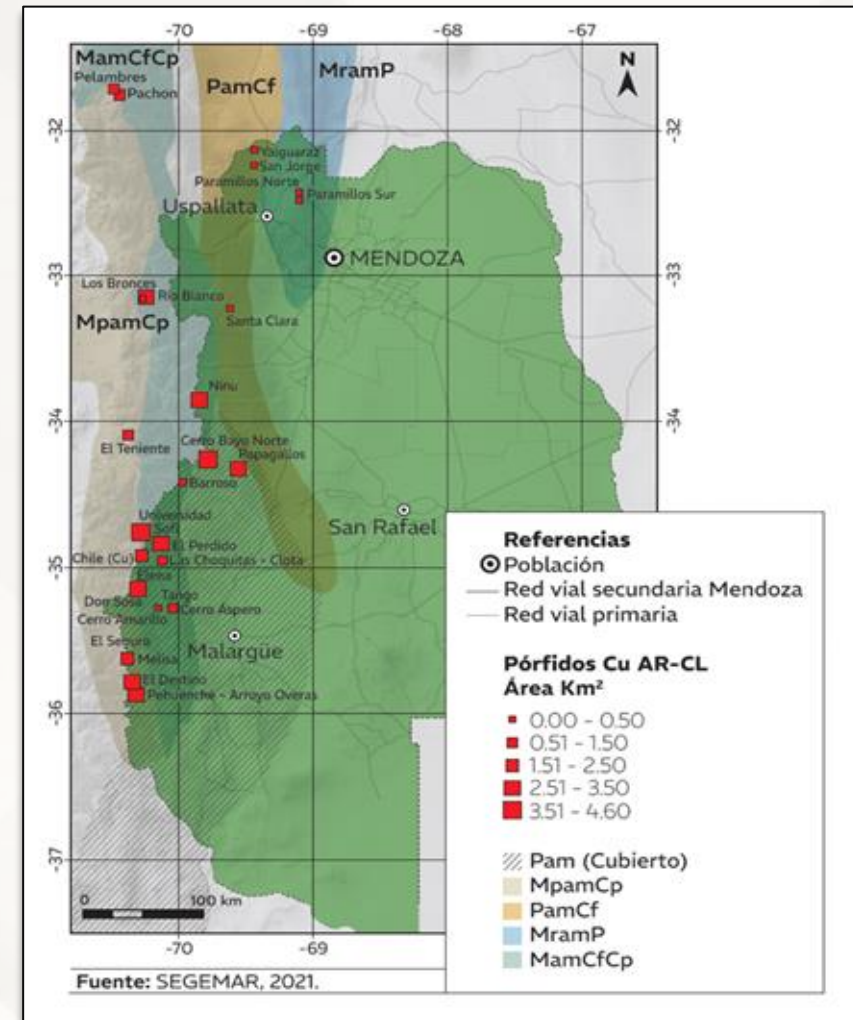 -70 -69 -68 -67
MamCfCp
Pelambres
Pachon
PamCf
MramP
N
-32 -32
Yalguaraz
San Jorge
Paramillos Norte
Paramillos Sur
Uspallata
MENDOZA
-33 -33
Los Bronces
Rio Blanco
MpamCp
Santa Clara
Ninu
-34 -34
El Teniente
Cerro Bayo Norte
Papagallos
Barroso
Universidad
Sofi
San Rafael
El Perdido
Chile (Cu)
Las Choquitas - Clota
-35
Elena
Tango
Don Sosa
Cerro Aspero
Cerro Amarillo
El Seguro
Malargüe
Melisa
El Destino
Pehuenche - Arroyo Overas
-36
-37
0 100 km
-70 -69
Referencias
Población
Red vial secundaria Mendoza
Red vial primaria
Pórfidos Cu AR-CL
Área Km²
0.00 - 0.50
0.51 - 1.50
1.51 - 2.50
2.51 - 3.50
3.51 - 4.60
Pam (Cubierto)
MpamCp
PamCf
MramP
MamCfCp
Fuente: SEGEMAR, 2021.